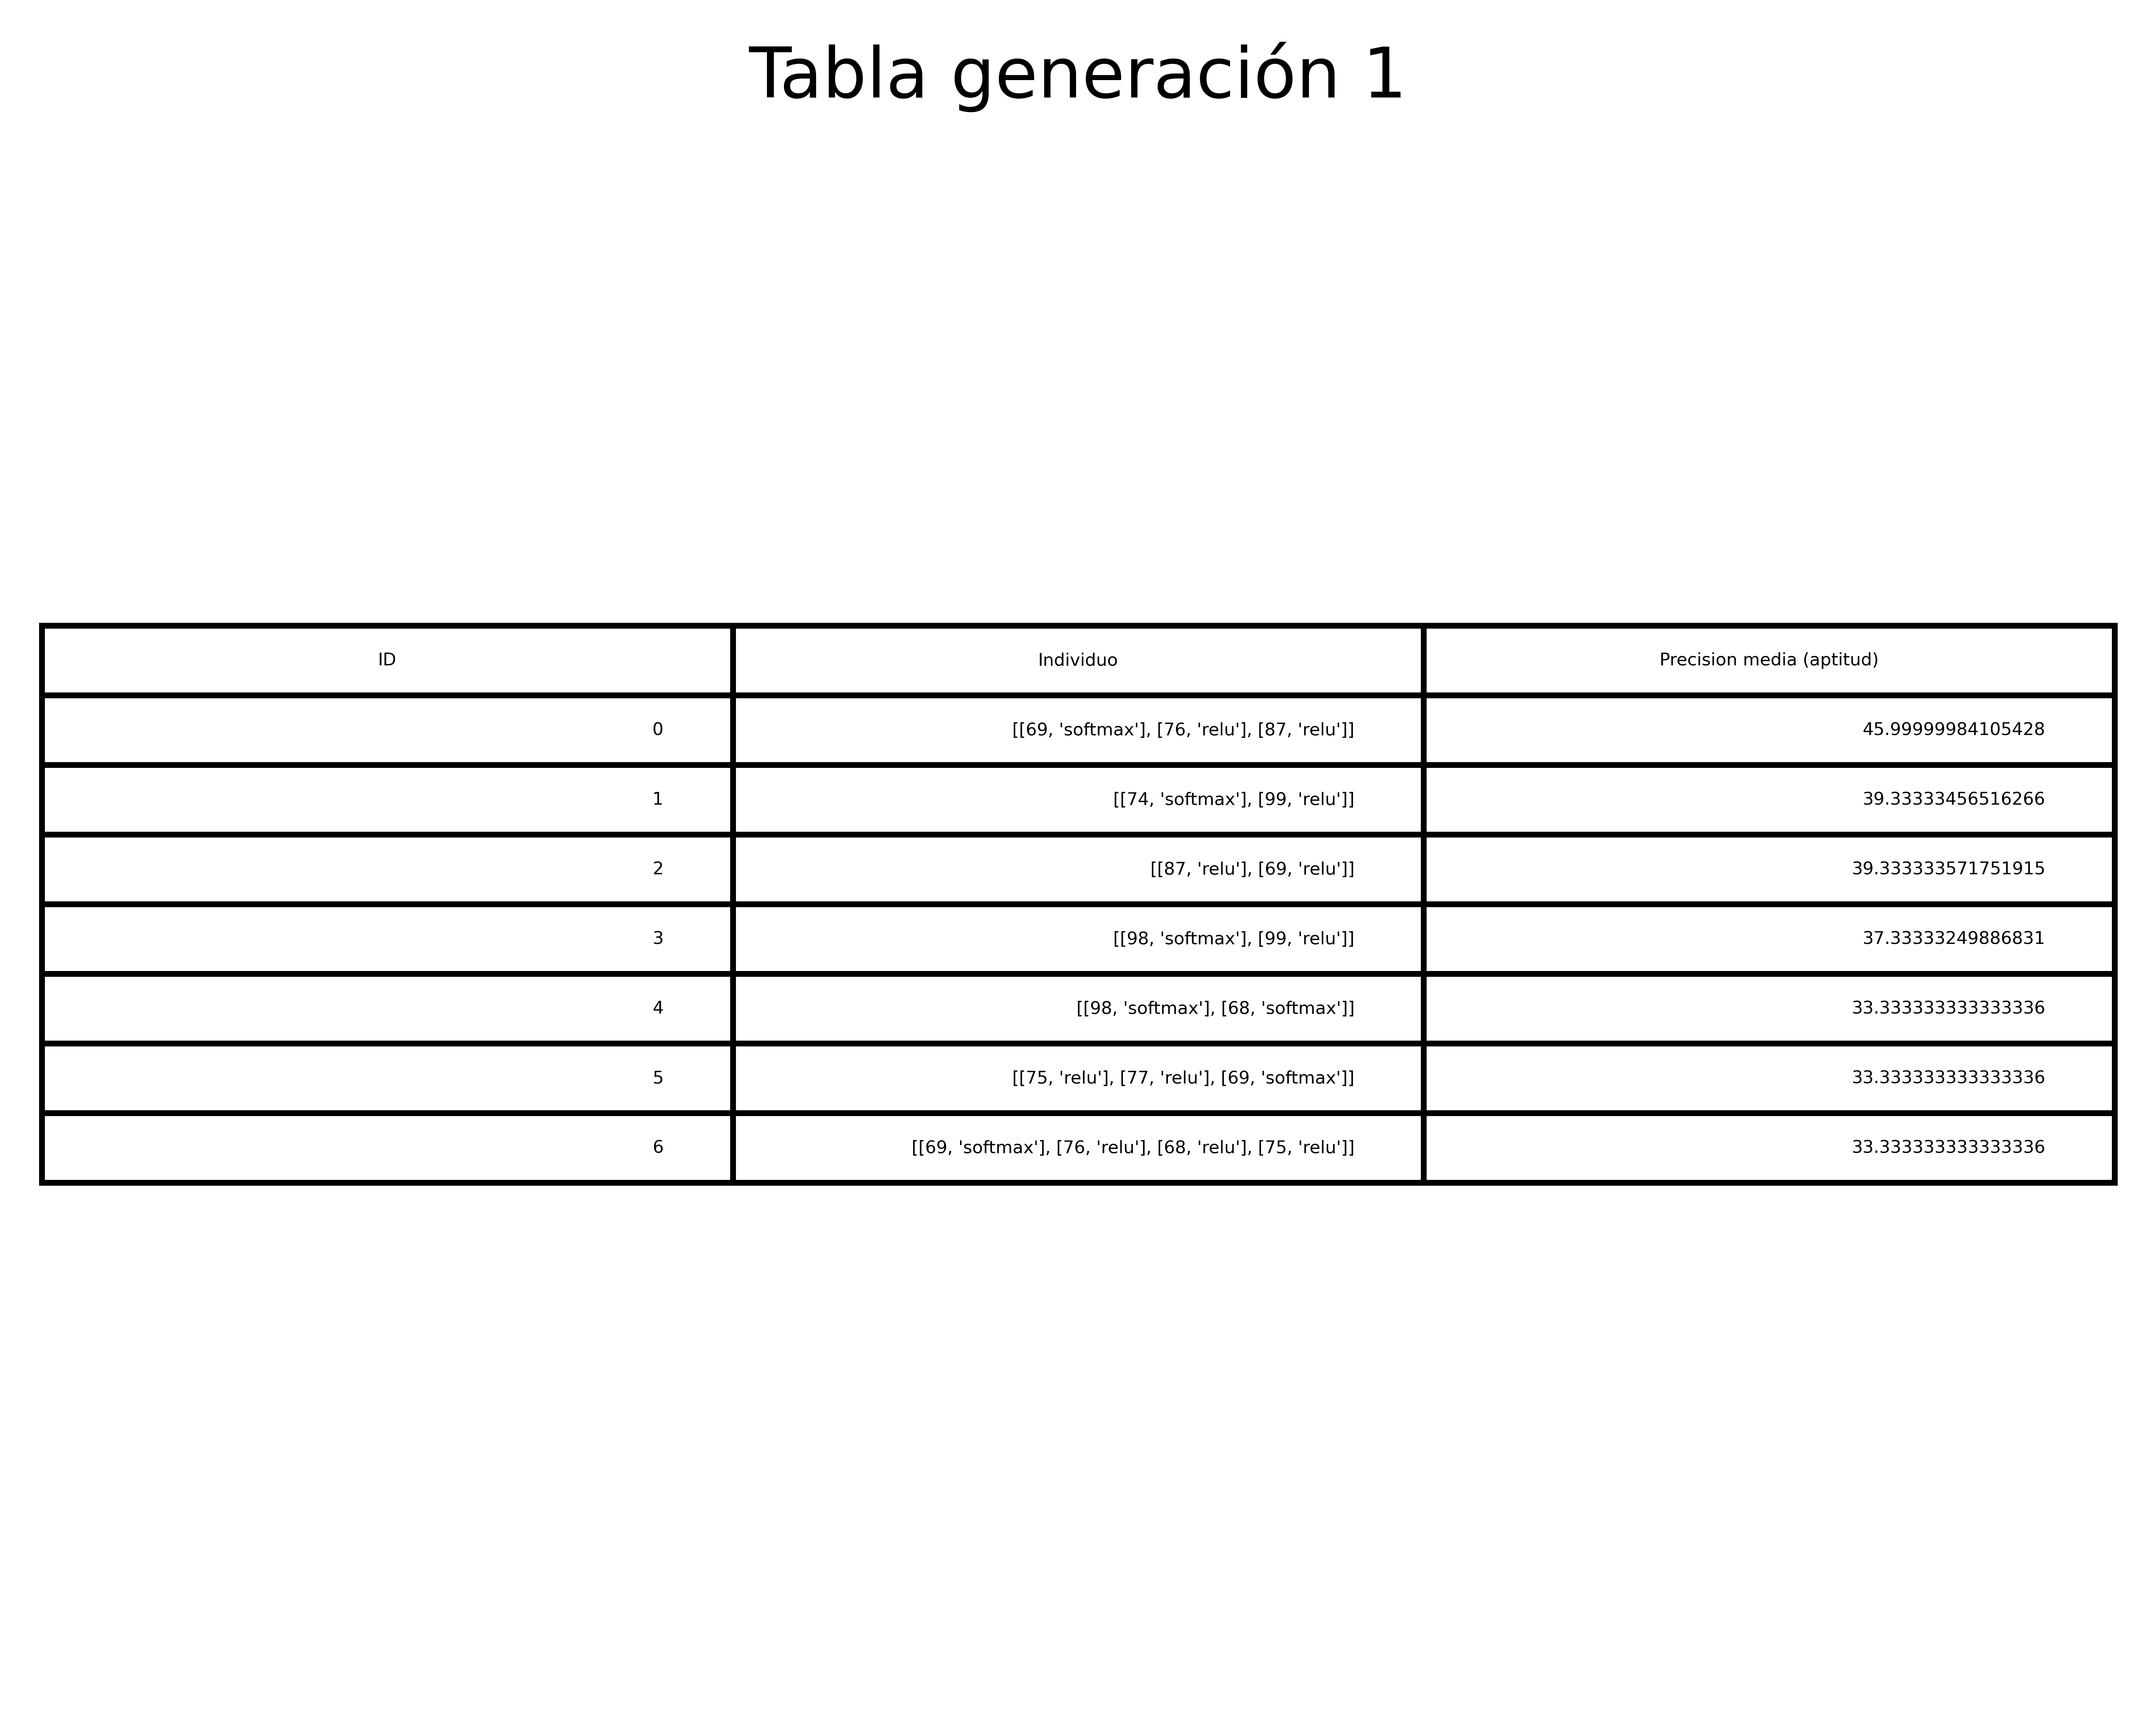 Tabla generación 1
ID Individuo Precision media (aptitud)
0 [[69, 'softmax'], [76, 'relu'], [87, 'relu']] 45.99999984105428
1 [[74, 'softmax'], [99, 'relu']] 39.33333456516266
2 [[87, 'relu'], [69, 'relu']] 39.333333571751915
3 [[98, 'softmax'], [99, 'relu']] 37.33333249886831
4 [[98, 'softmax'], [68, 'softmax']] 33.333333333333336
5 [[75, 'relu'], [77, 'relu'], [69, 'softmax']] 33.333333333333336
6 [[69, 'softmax'], [76, 'relu'], [68, 'relu'], [75, 'relu']] 33.333333333333336